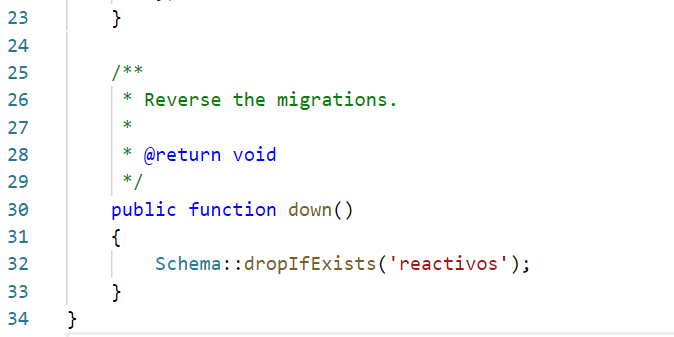 23 }
24
25 /**
26 * Reverse the migrations.
27 *
28 * @return void
29 */
30 public function down()
31 {
32 Schema::dropIfExists('reactivos');
33 }
34 }